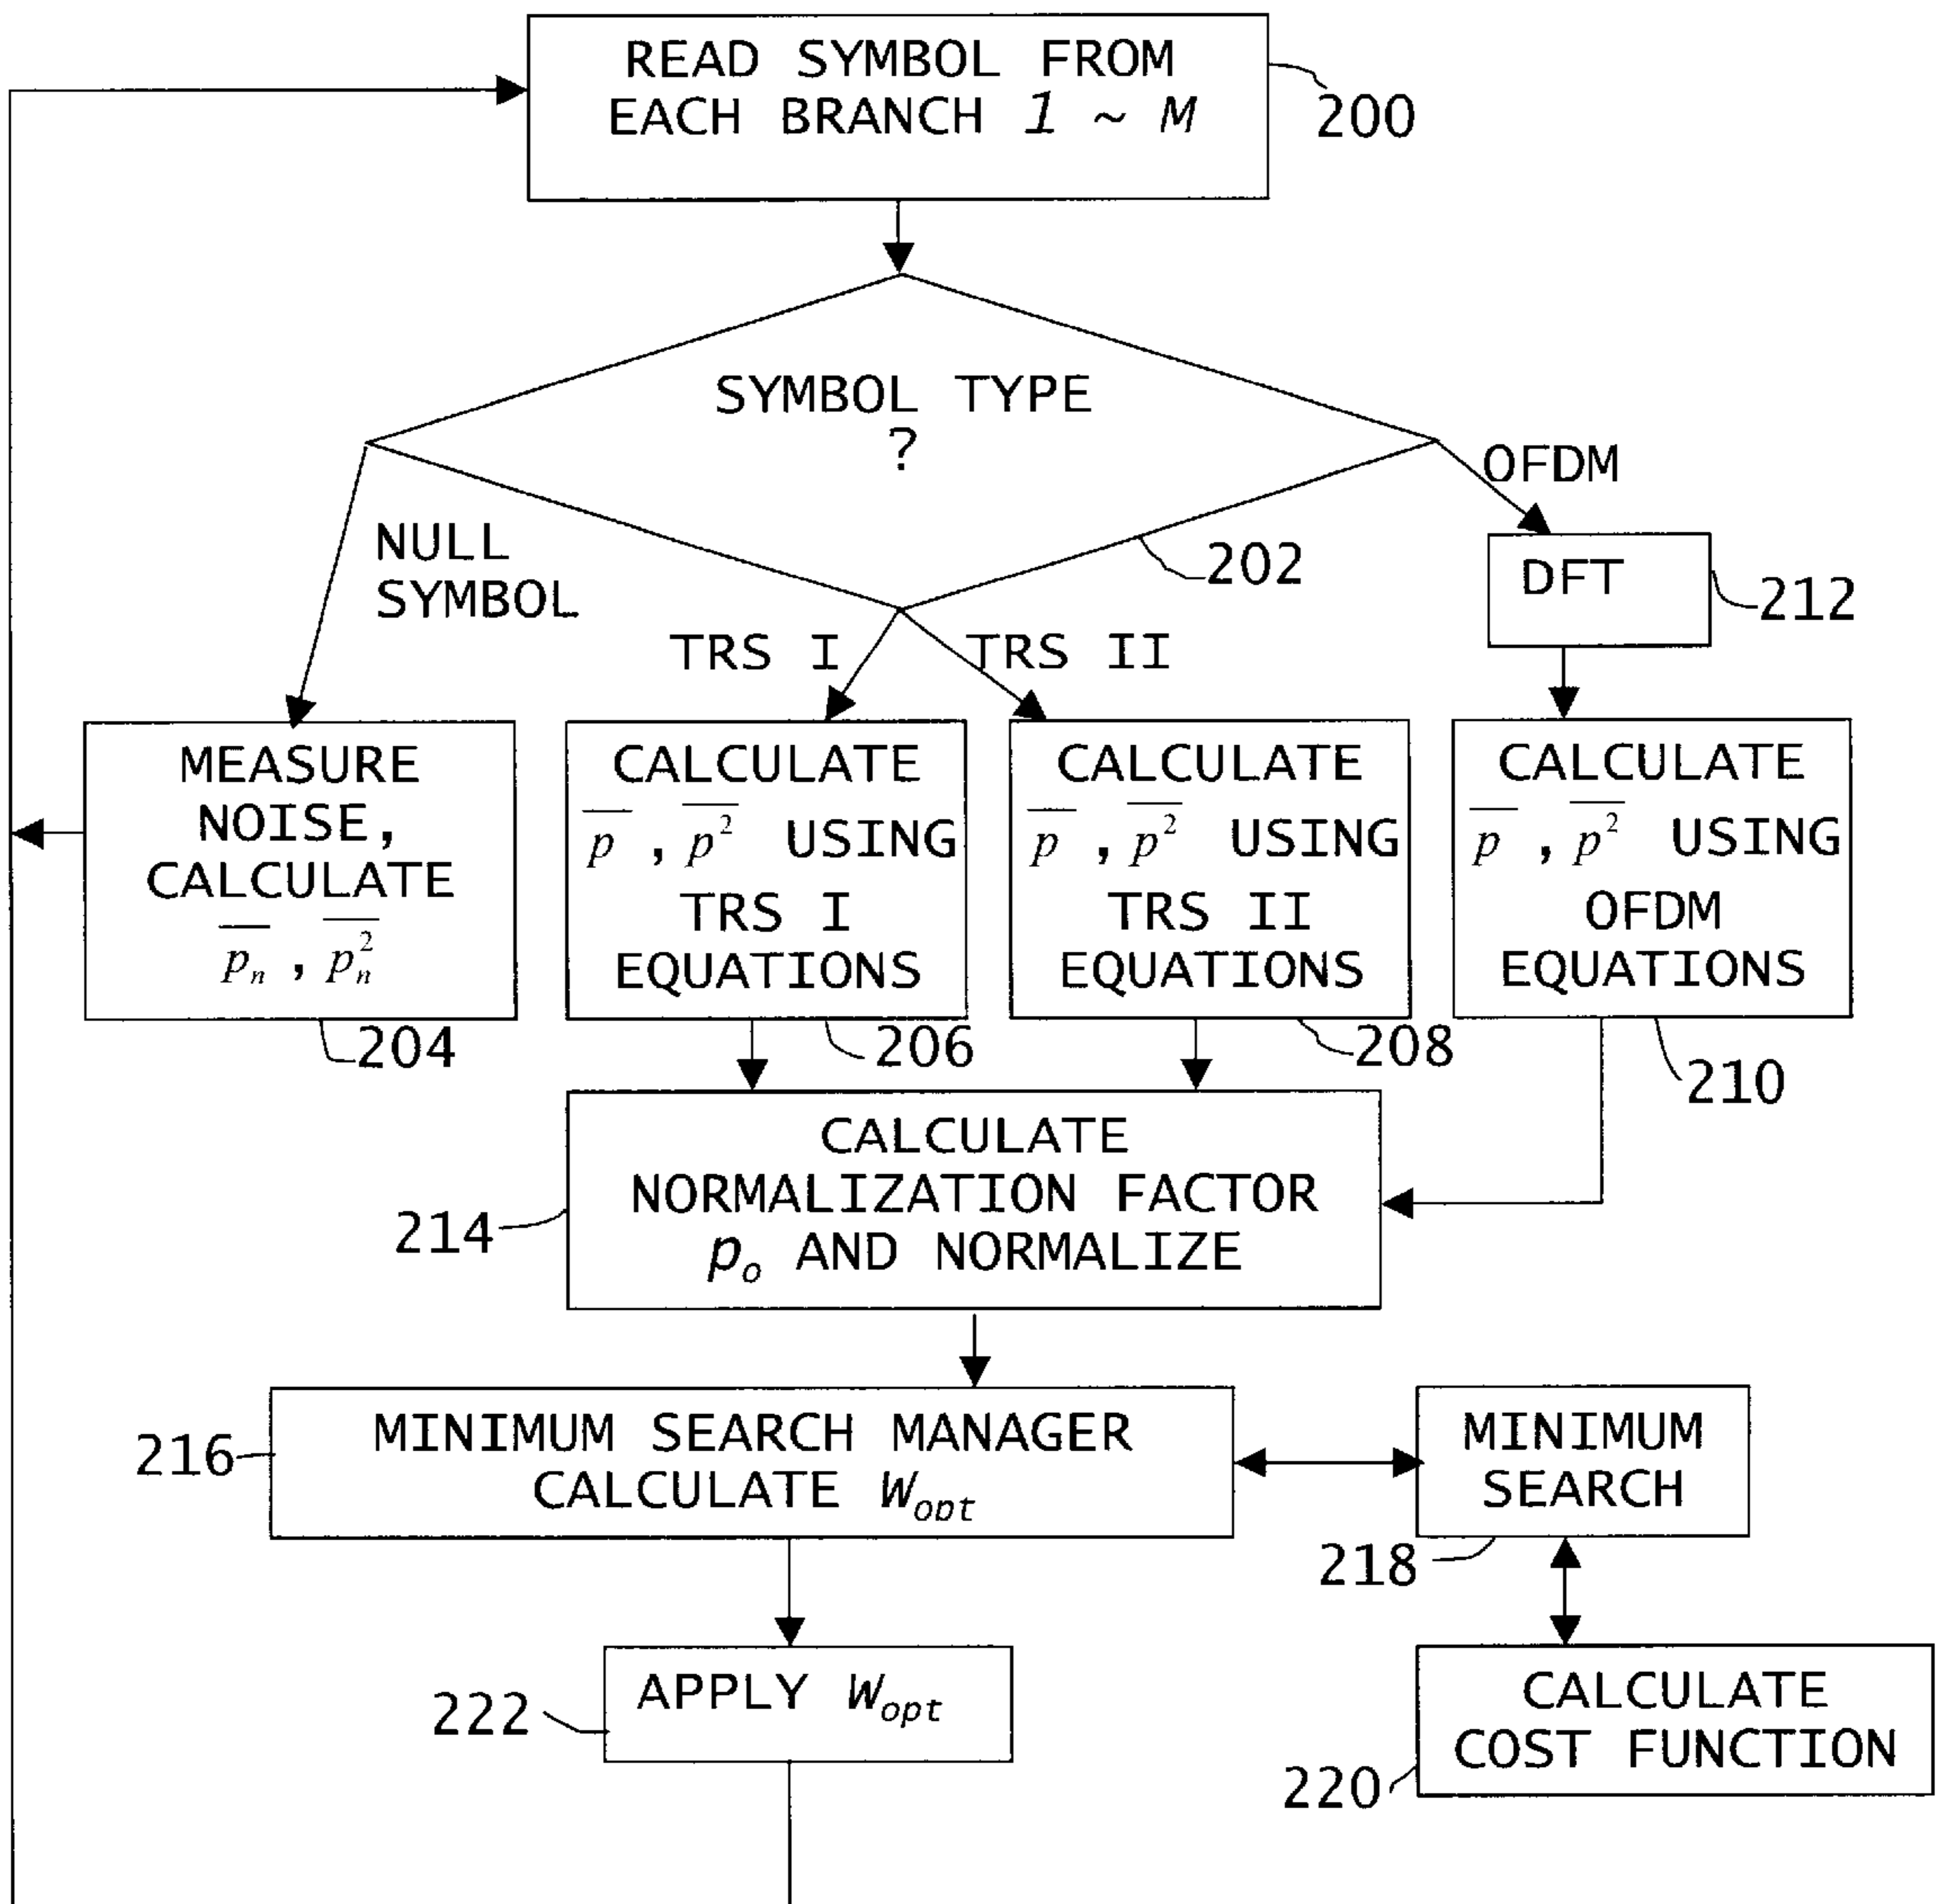 READ SYMBOL FROM
EACH BRANCH 1 ~ M
200
SYMBOL TYPE
?
202
NULL
SYMBOL
TRS I
TRS II
OFDM
DFT
212
MEASURE
NOISE,
CALCULATE
p̅ₙ , p̅ₙ²
204
CALCULATE
p̅ , p̅² USING
TRS I
EQUATIONS
206
CALCULATE
p̅ , p̅² USING
TRS II
EQUATIONS
208
CALCULATE
p̅ , p̅² USING
OFDM
EQUATIONS
210
CALCULATE
NORMALIZATION FACTOR
pₒ AND NORMALIZE
214
MINIMUM SEARCH MANAGER
CALCULATE W_opt
216
MINIMUM
SEARCH
218
CALCULATE
COST FUNCTION
220
APPLY W_opt
222